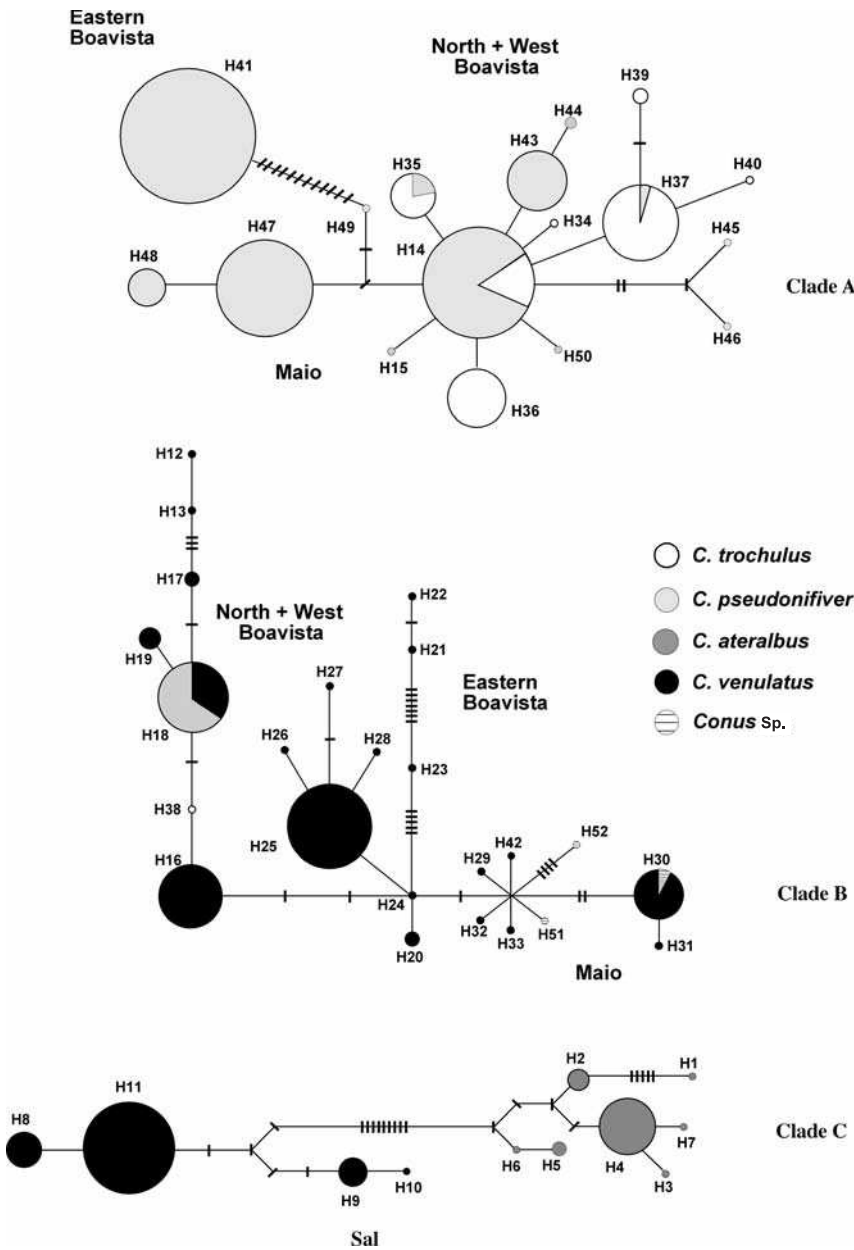 Eastern
Boavista
H41
North + West
Boavista
H39
H44
H43
H35
H40
H37
H34
H49
H45
H47
H14
H48
Clade A
H46
H50
H15
Maio
H36
H12
H13
H17
H22
C. trochulus
C. pseudonifiver
North + West
Boavista
H21
C. ateralbus
H19
H27
Eastern
Boavista
C. venulatus
Conus Sp.
H26
H28
H18
H23
H38
H52
H42
H25
H29
H16
H30
H24
Clade B
H32
H51
H33
H31
H20
Maio
H2
H1
H11
H8
Clade C
H7
H6
H5
H4
H9
H10
H3
Sal